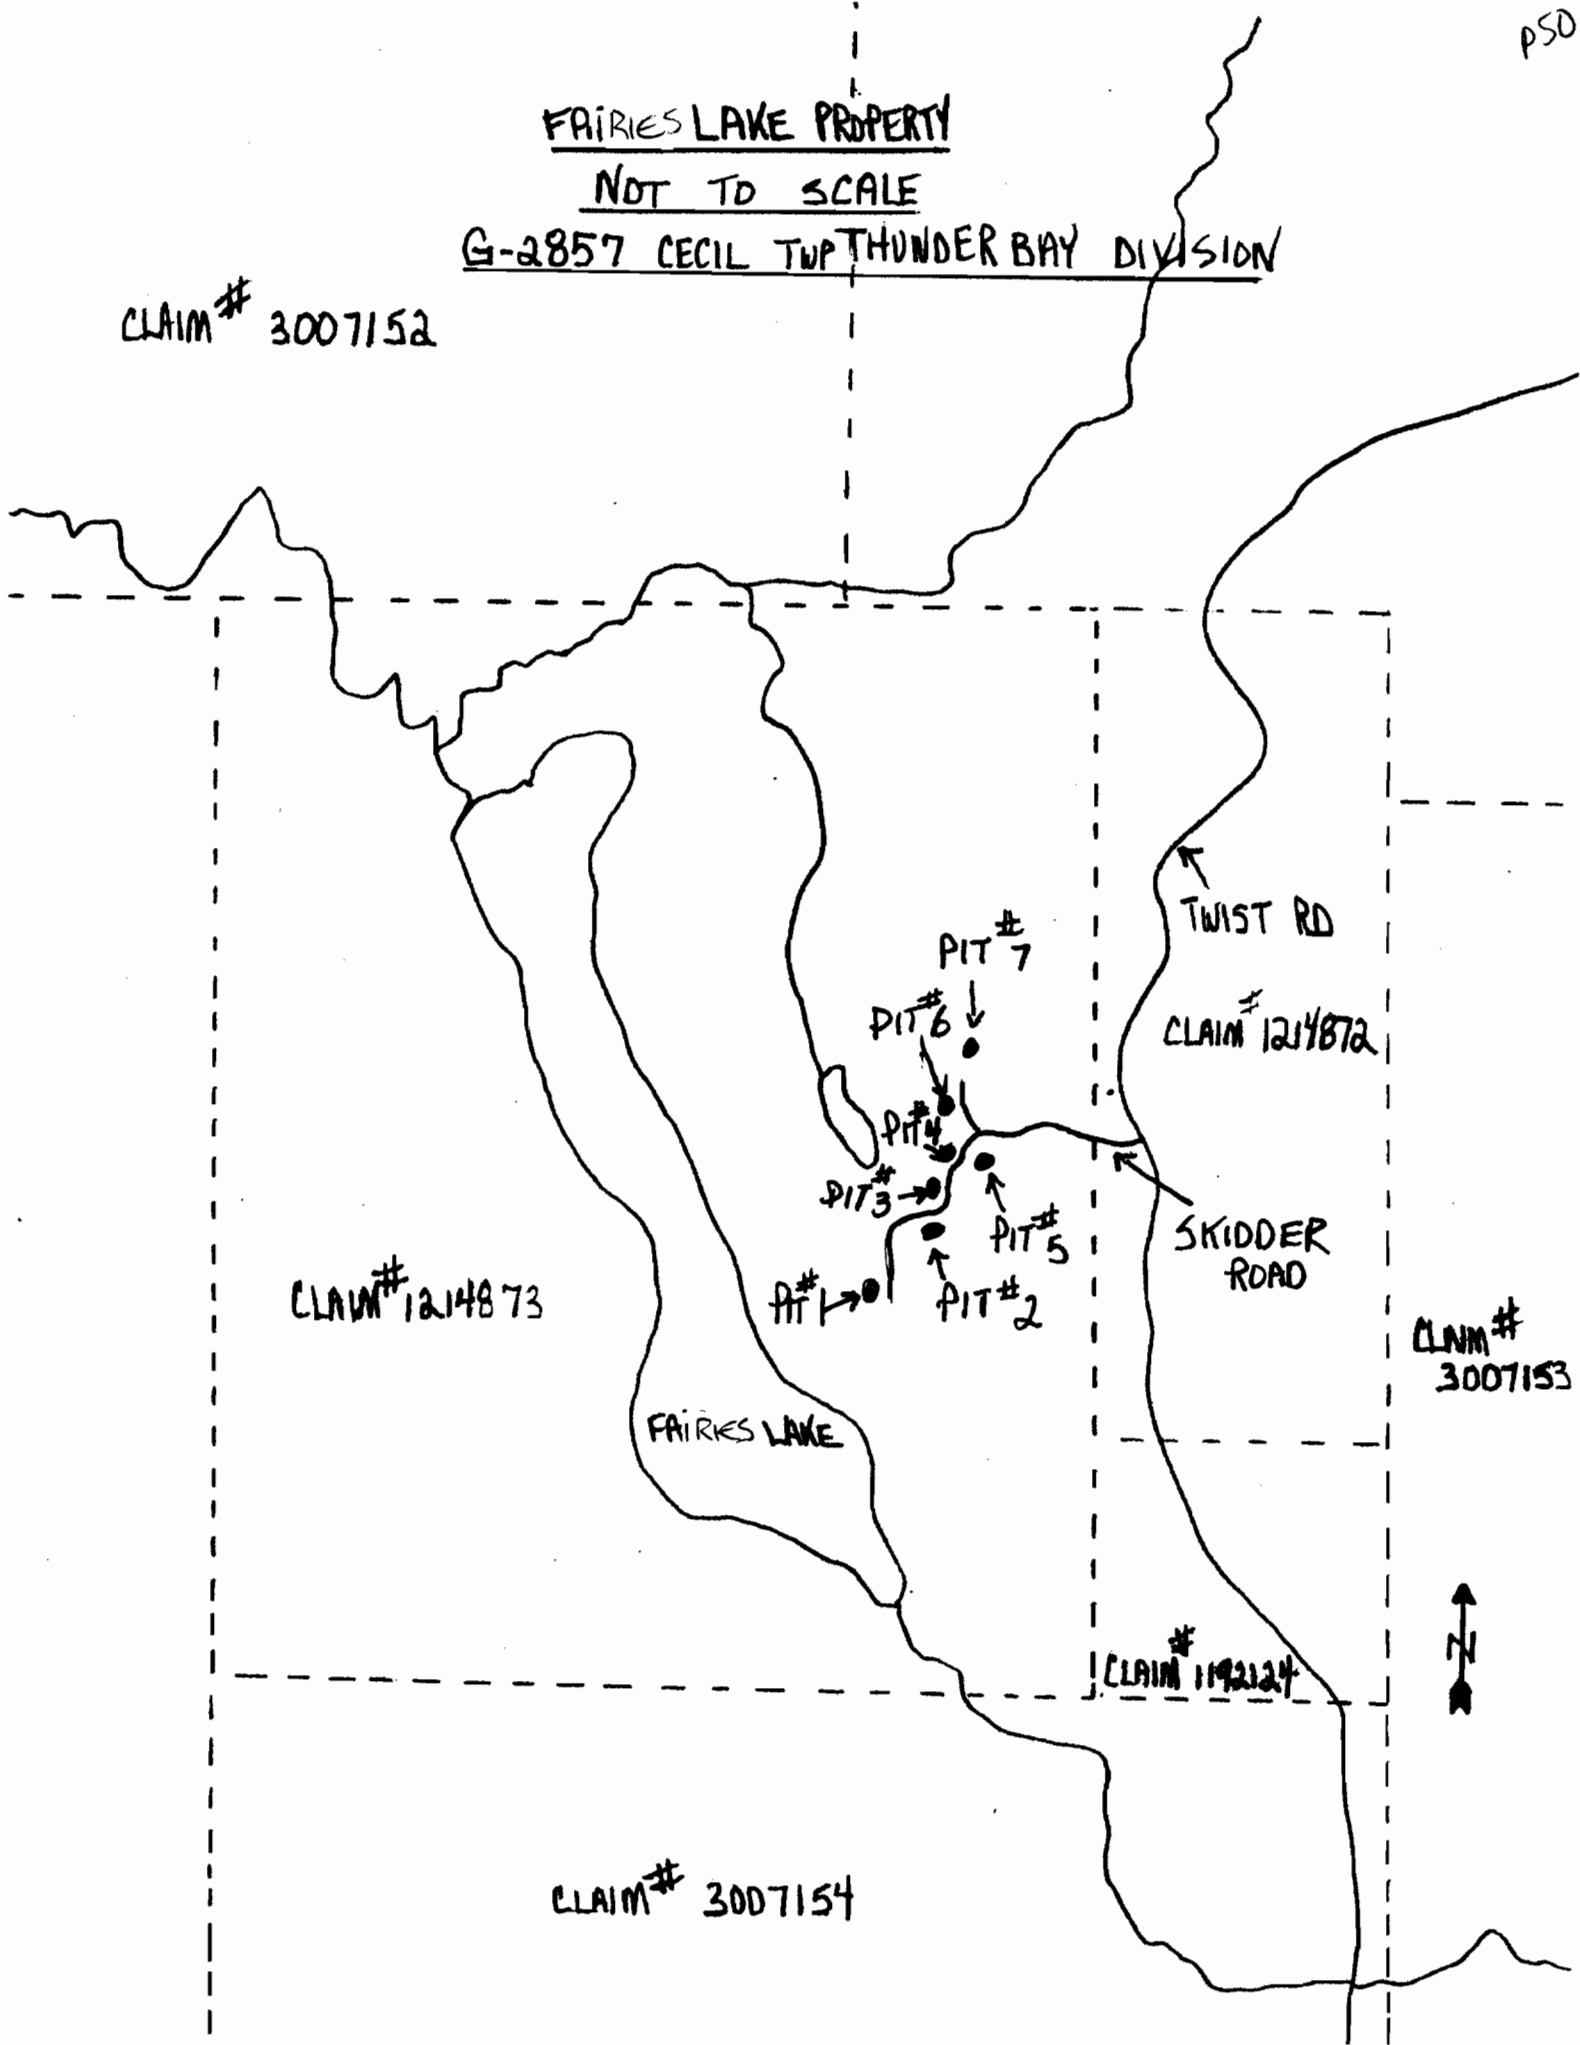 p50
FAIRIES LAKE PROPERTY
NOT TO SCALE
G-2857 CECIL TWP THUNDER BAY DIVISION
CLAIM # 3007152
TWIST RD
PIT #7
PIT #6
CLAIM # 1214872
PIT #4
PIT #3
PIT #5
SKIDDER
ROAD
CLAIM # 1214873
PIT #1
PIT #2
CLAIM #
3007153
FAIRIES LAKE
N
CLAIM # 1192124
CLAIM # 3007154